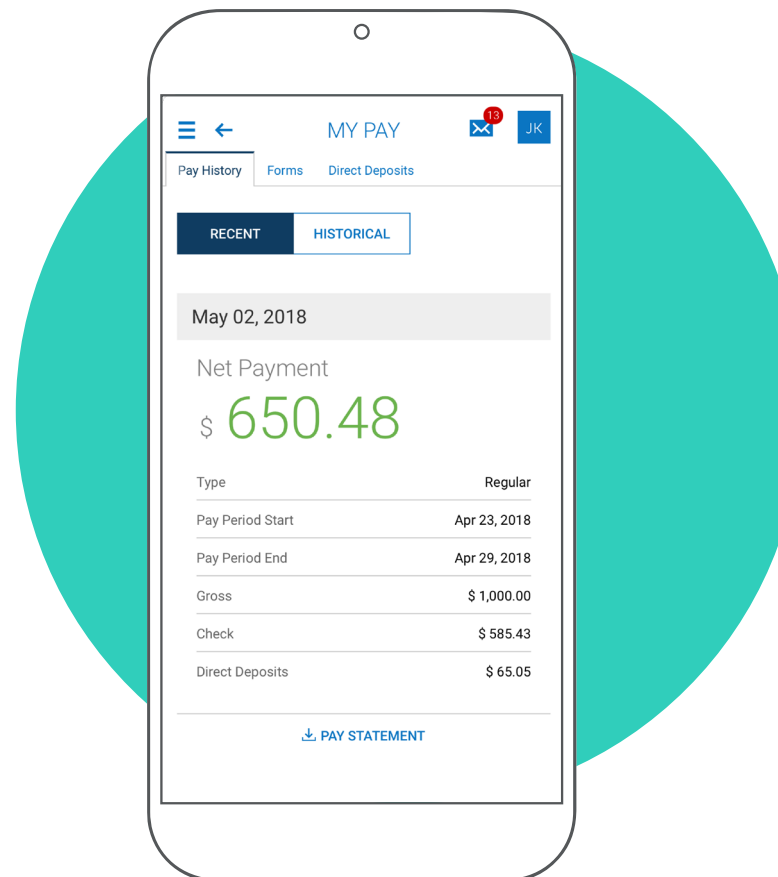 MY PAY 13 JK
Pay History Forms Direct Deposits
RECENT HISTORICAL
May 02, 2018
Net Payment
$ 650.48
Type Regular
Pay Period Start Apr 23, 2018
Pay Period End Apr 29, 2018
Gross $ 1,000.00
Check $ 585.43
Direct Deposits $ 65.05
PAY STATEMENT